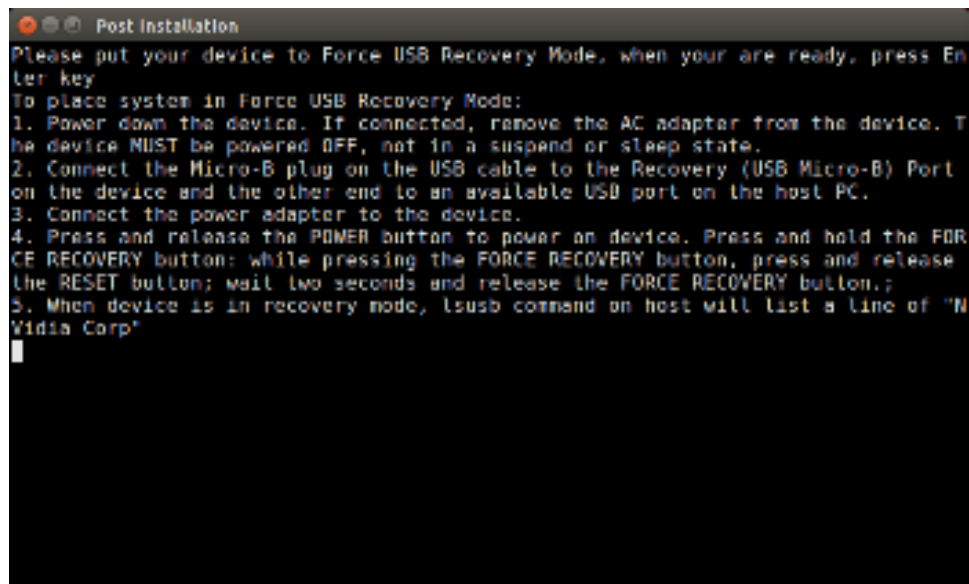 Post Installation
Please put your device to Force USB Recovery Mode, when your are ready, press En
ter key
To place system in Force USB Recovery Mode:
1. Power down the device. If connected, remove the AC adapter from the device. T
he device MUST be powered OFF, not in a suspend or sleep state.
2. Connect the Micro-B plug on the USB cable to the Recovery (USB Micro-B) Port
on the device and the other end to an available USB port on the host PC.
3. Connect the power adapter to the device.
4. Press and release the POWER button to power on device. Press and hold the FOR
CE RECOVERY button: while pressing the FORCE RECOVERY button, press and release
the RESET button; wait two seconds and release the FORCE RECOVERY button.;
5. When device is in recovery mode, lsusb command on host will list a line of "N
Vidia Corp"